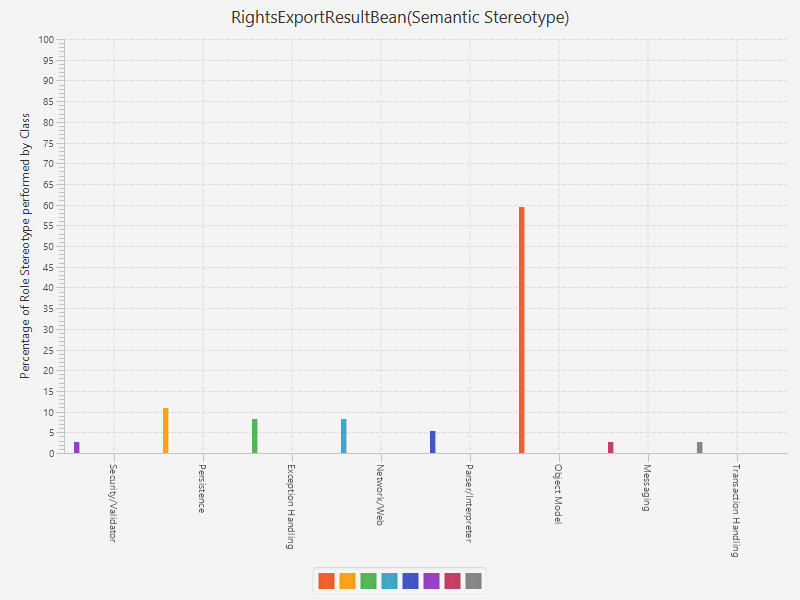 RightsExportResultBean(Semantic Stereotype)
Percentage of Role Stereotype performed by Class
100
95
90
85
80
75
70
65
60
55
50
45
40
35
30
25
20
15
10
5
0
Security/Validator
Persistence
Exception Handling
Network/Web
Parser/Interpreter
Object Model
Messaging
Transaction Handling